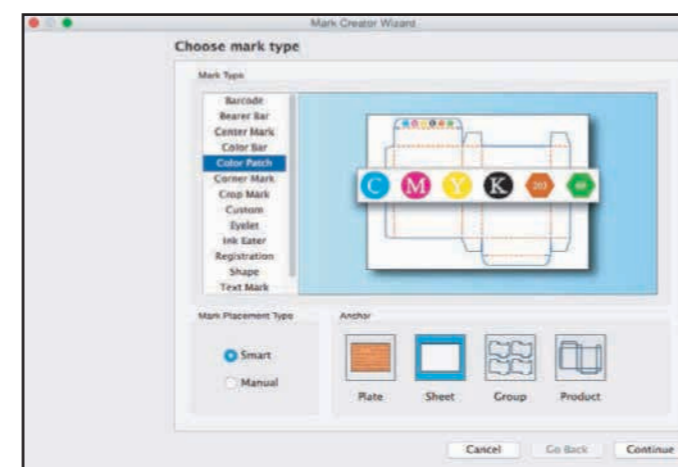 Mark Creator Wizard
Choose mark type
Mark Type
Barcode
Bearer Bar
Center Mark
Color Bar
Color Patch
Corner Mark
Crop Mark
Custom
Eyelet
Ink Eater
Registration
Shape
Text Mark
C M Y K 203
Mark Placement Type
Smart
Manual
Anchor
Plate Sheet Group Product
Cancel Go Back Continue